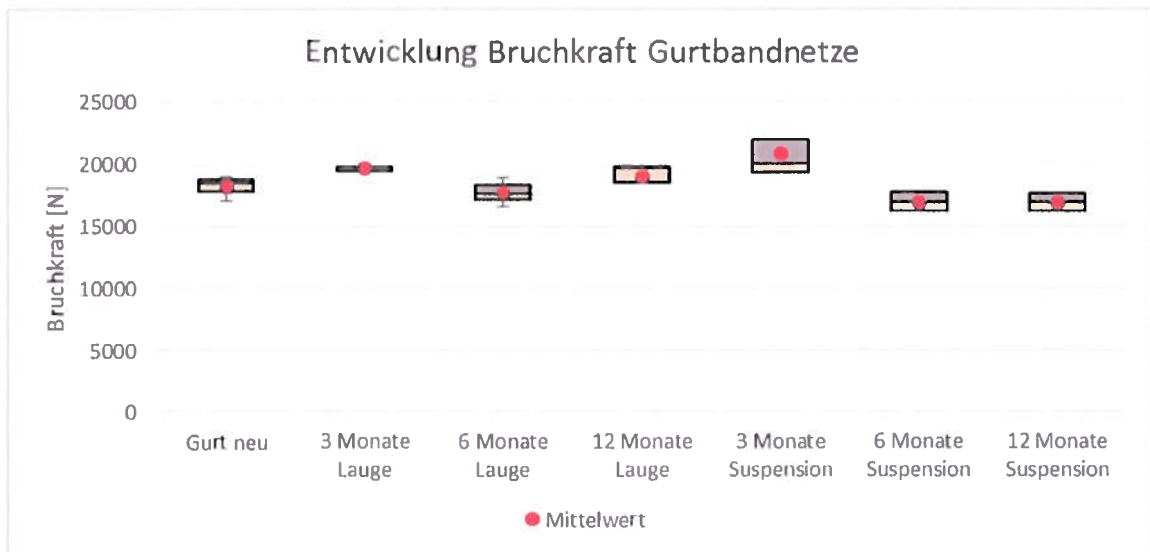 Entwicklung Bruchkraft Gurtbandnetze
Bruchkraft [N]
25000
20000
15000
10000
5000
0
Gurt neu
3 Monate Lauge
6 Monate Lauge
12 Monate Lauge
3 Monate Suspension
6 Monate Suspension
12 Monate Suspension
Mittelwert